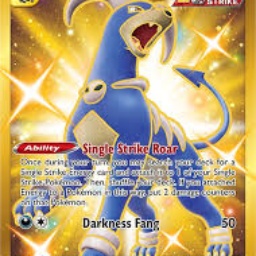 STRIKE
Ability Single Strike Roar
Once during your turn, you may search your deck for a
Single Strike Energy card and attach it to 1 of your Single
Strike Pokémon. Then, shuffle your deck. If you attached
Energy to a Pokémon in this way, put 2 damage counters
on that Pokémon.
Darkness Fang 50